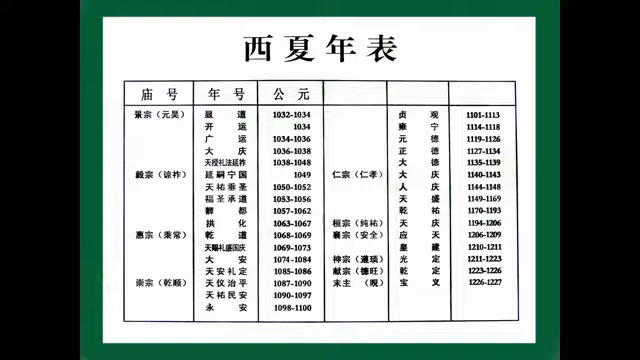 西夏年表
庙号 年号 公元
景宗（元昊） 显道 1032-1034
开运 1034
广运 1034-1036
大庆 1036-1038
天授礼法延祚 1038-1048
毅宗（谅祚） 延嗣宁国 1049
天祐垂圣 1050-1052
福圣承道 1053-1056
都 1057-1062
拱化 1063-1067
惠宗（秉常） 乾道 1068-1069
天赐礼盛国庆 1069-1073
大安 1074-1084
天安礼定 1085-1086
崇宗（乾顺） 天仪治平 1087-1090
天祐民安 1090-1097
永安 1098-1100
贞观 1101-1113
雍宁 1114-1118
元德 1119-1126
正德 1127-1134
大德 1135-1139
仁宗（仁孝） 大庆 1140-1143
人庆 1144-1148
天盛 1149-1169
乾祐 1170-1193
桓宗（纯祐） 天庆 1194-1206
襄宗（安全） 应天 1206-1209
皇建 1210-1211
神宗（遵顼） 光定 1211-1223
献宗（德旺） 乾定 1223-1226
末主（晛） 宝义 1226-1227